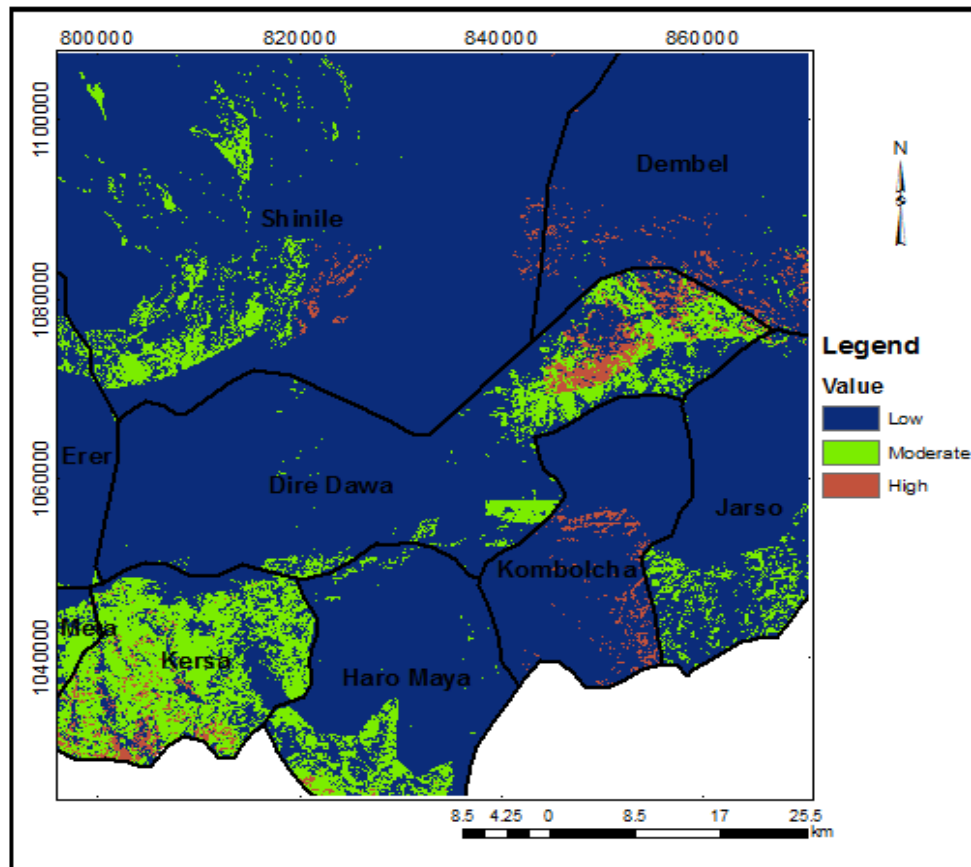 800000 820000 840000 860000
1100000
1080000
1060000
1040000
N
Dembel
Shinile
Erer
Dire Dawa
Jarso
Kombolcha
Meta
Kersa
Haro Maya
Legend
Value
Low
Moderate
High
8.5 4.25 0 8.5 17 25.5
km